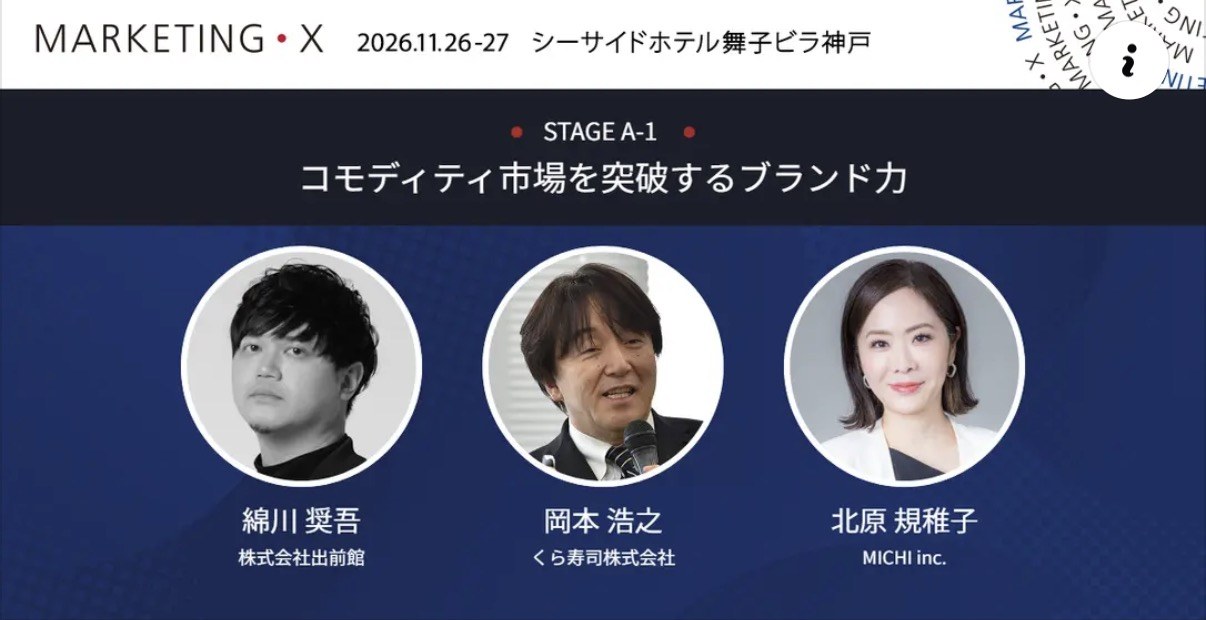 MARKETING • X 2026.11.26-27 シーサイドホテル舞子ビラ神戸
• STAGE A-1 •
コモディティ市場を突破するブランド力
綿川 奨吾 岡本 浩之 北原 規稚子
株式会社出前館 くら寿司株式会社 MICHI inc.